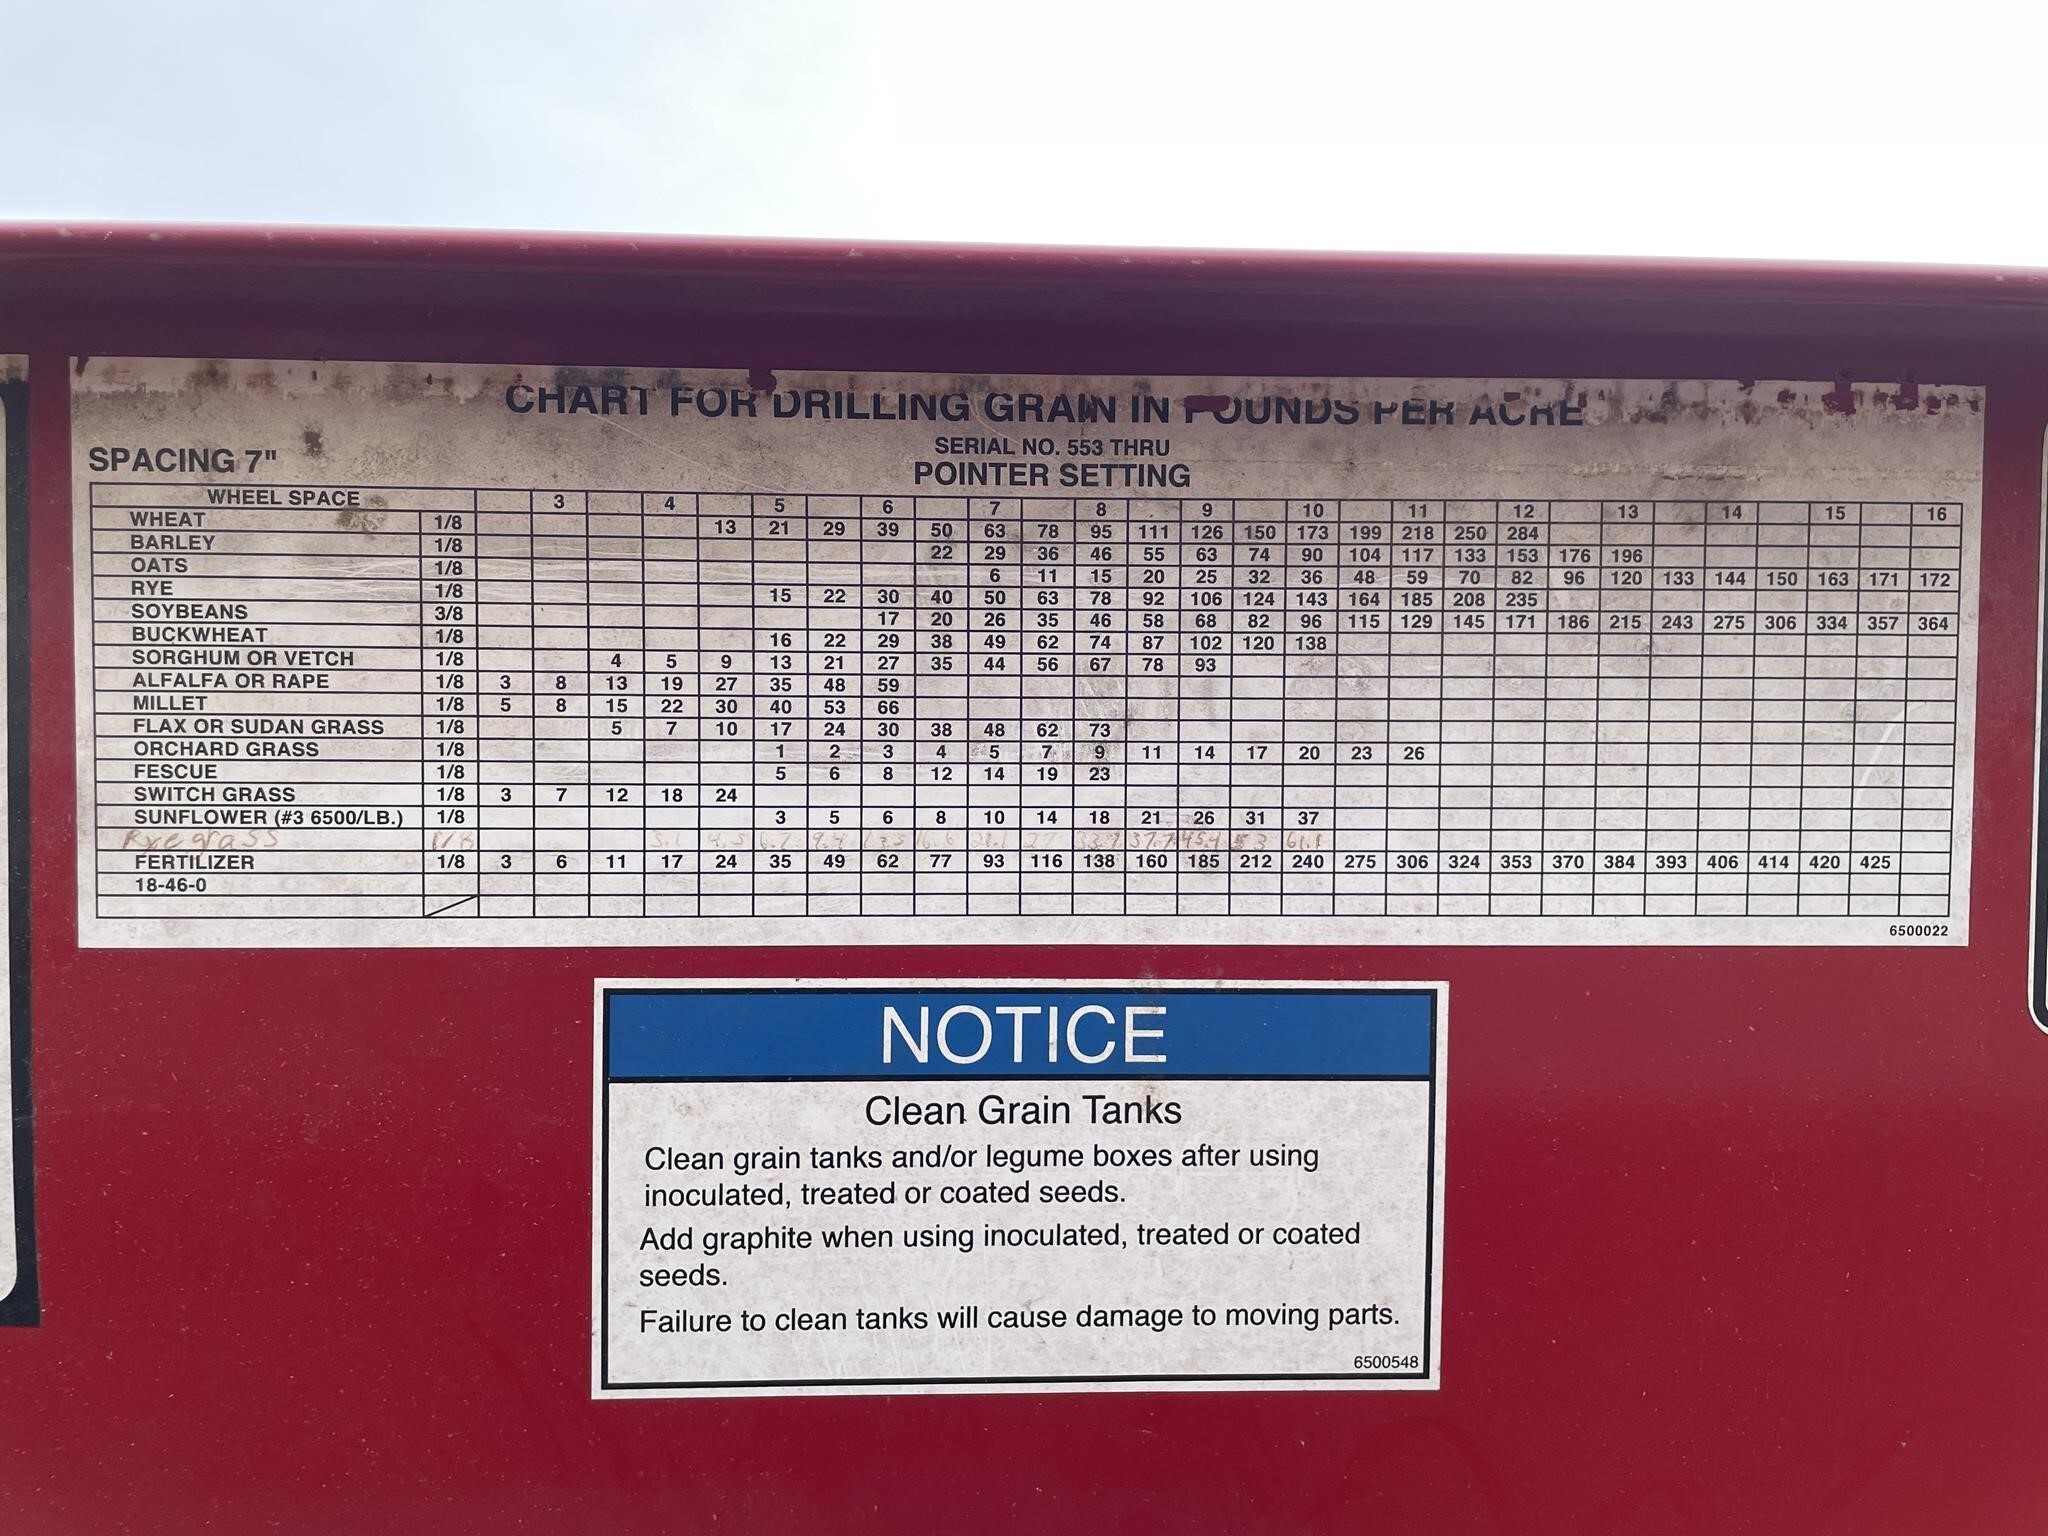 CHART FOR DRILLING GRAIN IN POUNDS PER ACRE
SERIAL NO. 553 THRU
SPACING 7"
POINTER SETTING
WHEEL SPACE 3 4 5 6 7 8 9 10 11 12 13 14 15 16
WHEAT 1/8 13 21 29 39 50 63 78 95 111 126 150 173 199 218 250 284
BARLEY 1/8 22 29 36 46 55 63 74 90 104 117 133 153 176 196
OATS 1/8 6 11 15 20 25 32 36 48 59 70 82 96 120 133 144 150 163 171 172
RYE 1/8 15 22 30 40 50 63 78 92 106 124 143 164 185 208 235
SOYBEANS 3/8 17 20 26 35 46 58 68 82 96 115 129 145 171 186 215 243 275 306 334 357 364
BUCKWHEAT 1/8 16 22 29 38 49 62 74 87 102 120 138
SORGHUM OR VETCH 1/8 4 5 9 13 21 27 35 44 56 67 78 93
ALFALFA OR RAPE 1/8 3 8 13 19 27 35 48 59
MILLET 1/8 5 8 15 22 30 40 53 66
FLAX OR SUDAN GRASS 1/8 5 7 10 17 24 30 38 48 62 73
ORCHARD GRASS 1/8 1 2 3 4 5 7 9 11 14 17 20 23 26
FESCUE 1/8 5 6 8 12 14 19 23
SWITCH GRASS 1/8 3 7 12 18 24
SUNFLOWER (#3 6500/LB.) 1/8 3 5 6 8 10 14 18 21 26 31 37
Rye grass 1/8 27 53 61.1
FERTILIZER 1/8 3 6 11 17 24 35 49 62 77 93 116 138 160 185 212 240 275 306 324 353 370 384 393 406 414 420 425
18-46-0
6500022
NOTICE
Clean Grain Tanks
Clean grain tanks and/or legume boxes after using
inoculated, treated or coated seeds.
Add graphite when using inoculated, treated or coated
seeds.
Failure to clean tanks will cause damage to moving parts.
6500548